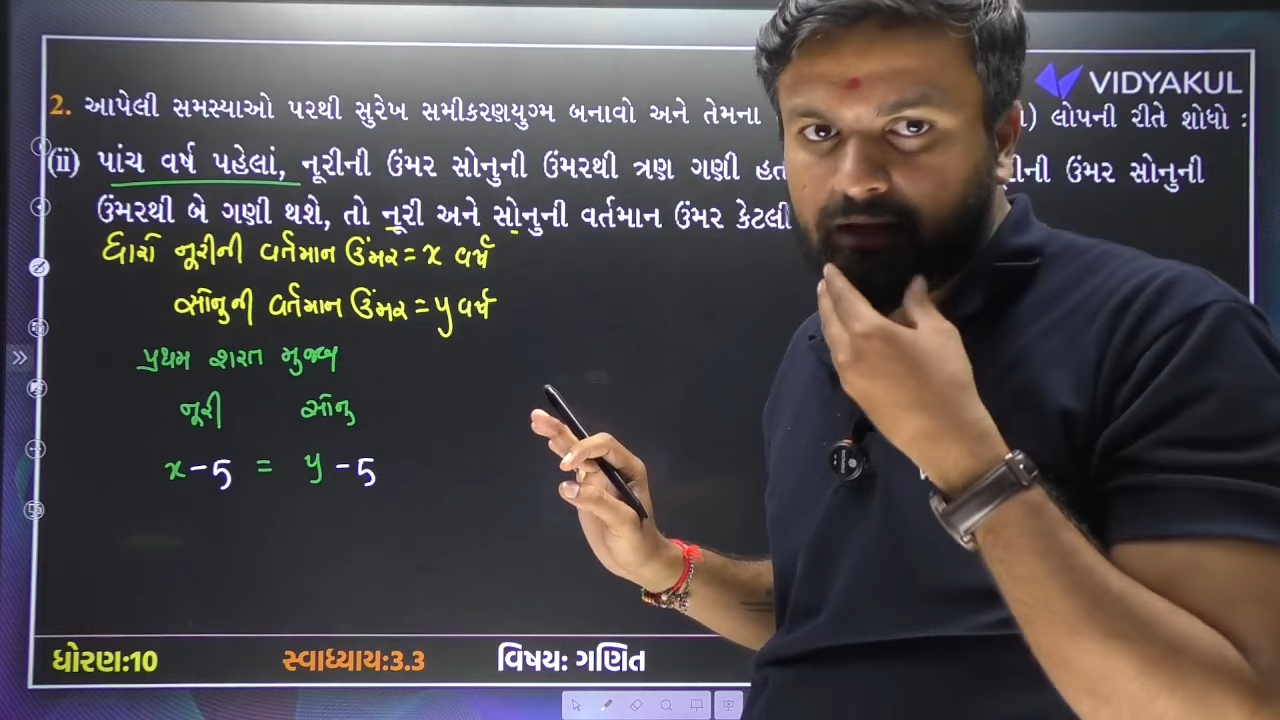 VIDYAKUL
2. આપેલી સમસ્યાઓ પરથી સુરેખ સમીકરણયુગ્મ બનાવો અને તેમના લોપની રીતે શોધો :
(ii) પાંચ વર્ષ પહેલાં, નૂરીની ઉંમર સોનુની ઉંમરથી ત્રણ ગણી ઉંમર સોનુની
ઉંમરથી બે ગણી થશે, તો નૂરી અને સોનુની વર્તમાન ઉંમર કેટલી
ધારો નૂરીની વર્તમાન ઉંમર = x વર્ષ
સોનુની વર્તમાન ઉંમર = y વર્ષ
પ્રથમ શરત મુજબ
નૂરી સોનુ
x - 5 = y - 5
ધોરણ:10 સ્વાધ્યાય:3.3 વિષય: ગણિત